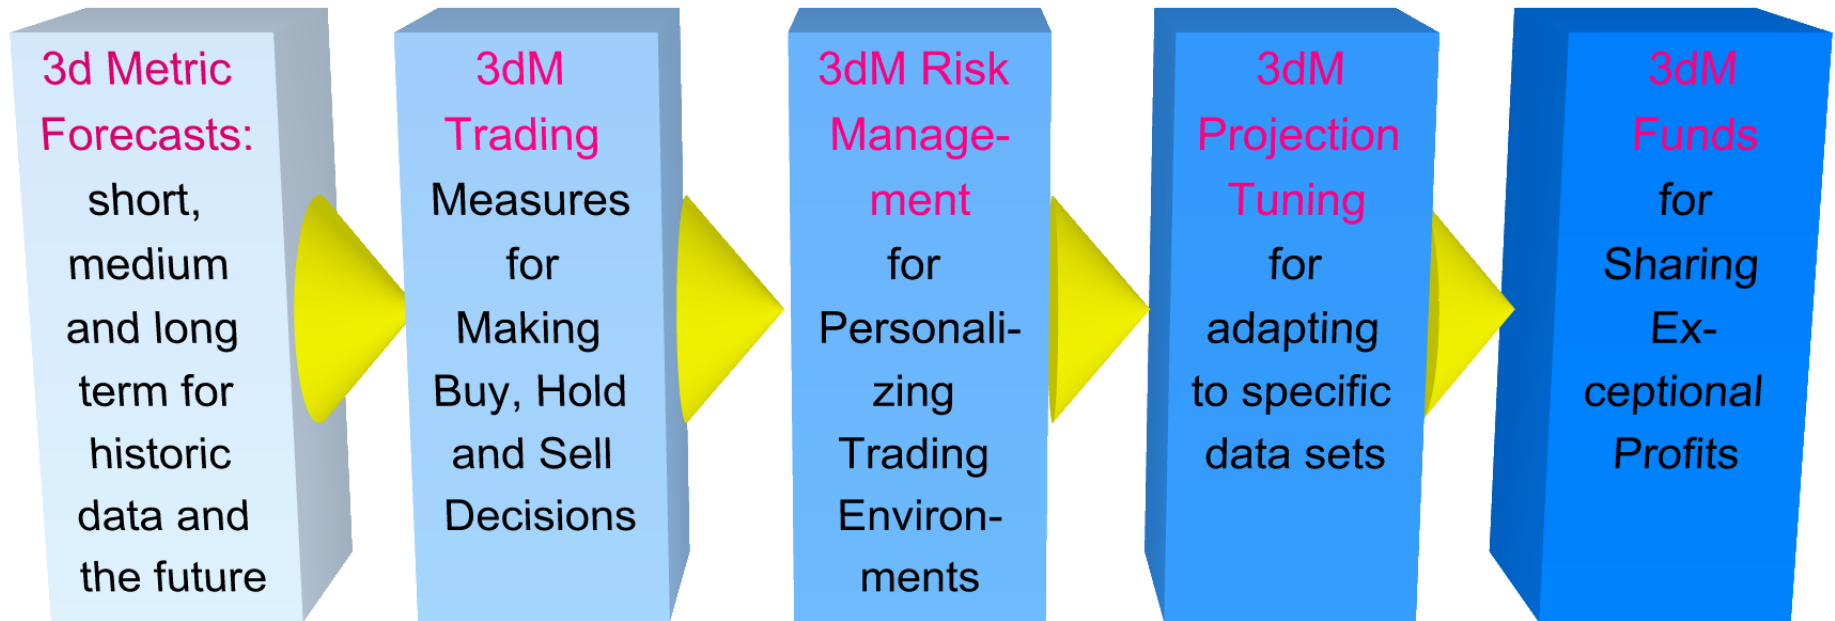 3d Metric
Forecasts:
short,
medium
and long
term for
historic
data and
the future
3dM
Trading
Measures
for
Making
Buy, Hold
and Sell
Decisions
3dM Risk
Manage-
ment
for
Personali-
zing
Trading
Environ-
ments
3dM
Projection
Tuning
for
adapting
to specific
data sets
3dM
Funds
for
Sharing
Ex-
ceptional
Profits